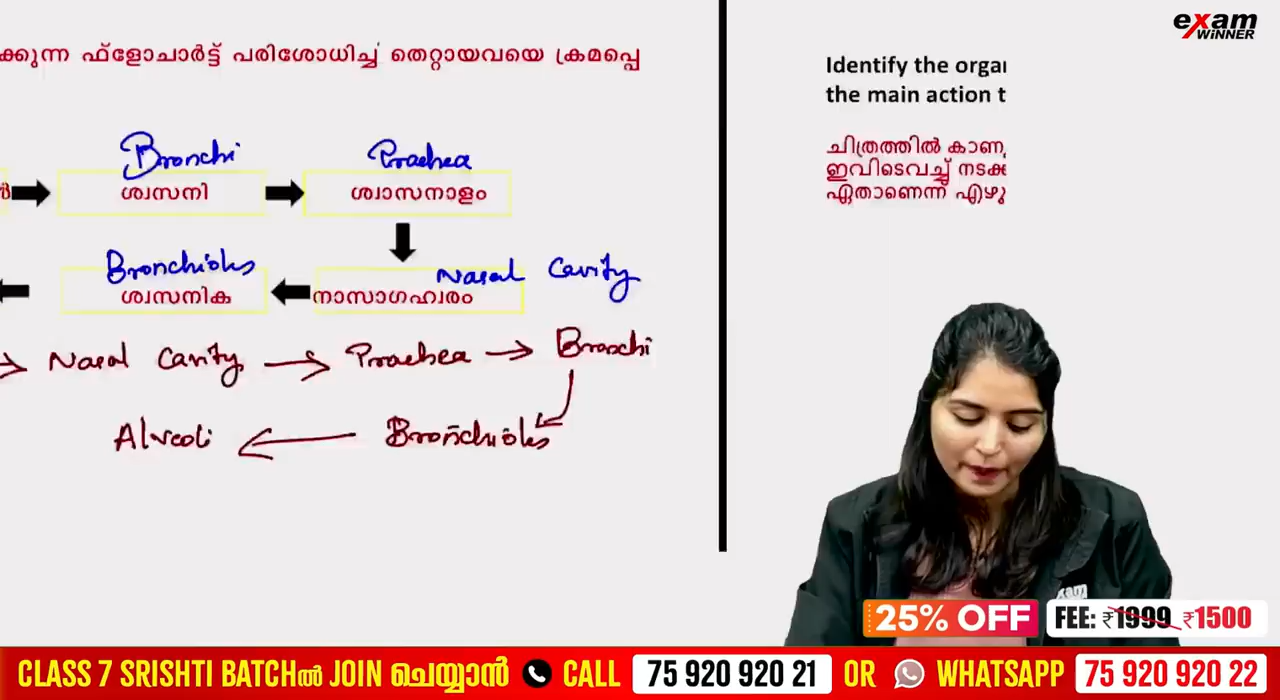 exam
WiNNER
ക്കുന്ന ഫ്ളോചാർട്ട് പരിശോധിച്ച് തെറ്റായവയെ ക്രമപ്പെ
Identify the organ
the main action t
ചിത്രത്തിൽ കാണ
ഇവിടെവച്ച് നടക്ക
ഏതാണെന്ന് എഴു
Bronchi
Trachea
ശ്വസനി
ശ്വാസനാളം
Bronchioles
Nasal Cavity
ശ്വസനിക
നാസാഗഹ്വരം
Nasal Cavity → Trachea → Bronchi
Alveoli
Bronchioles
25% OFF
FEE: ₹1999 ₹1500
CLASS 7 SRISHTI BATCHൽ JOIN ചെയ്യാൻ CALL 75 920 920 21 OR WHATSAPP 75 920 920 22